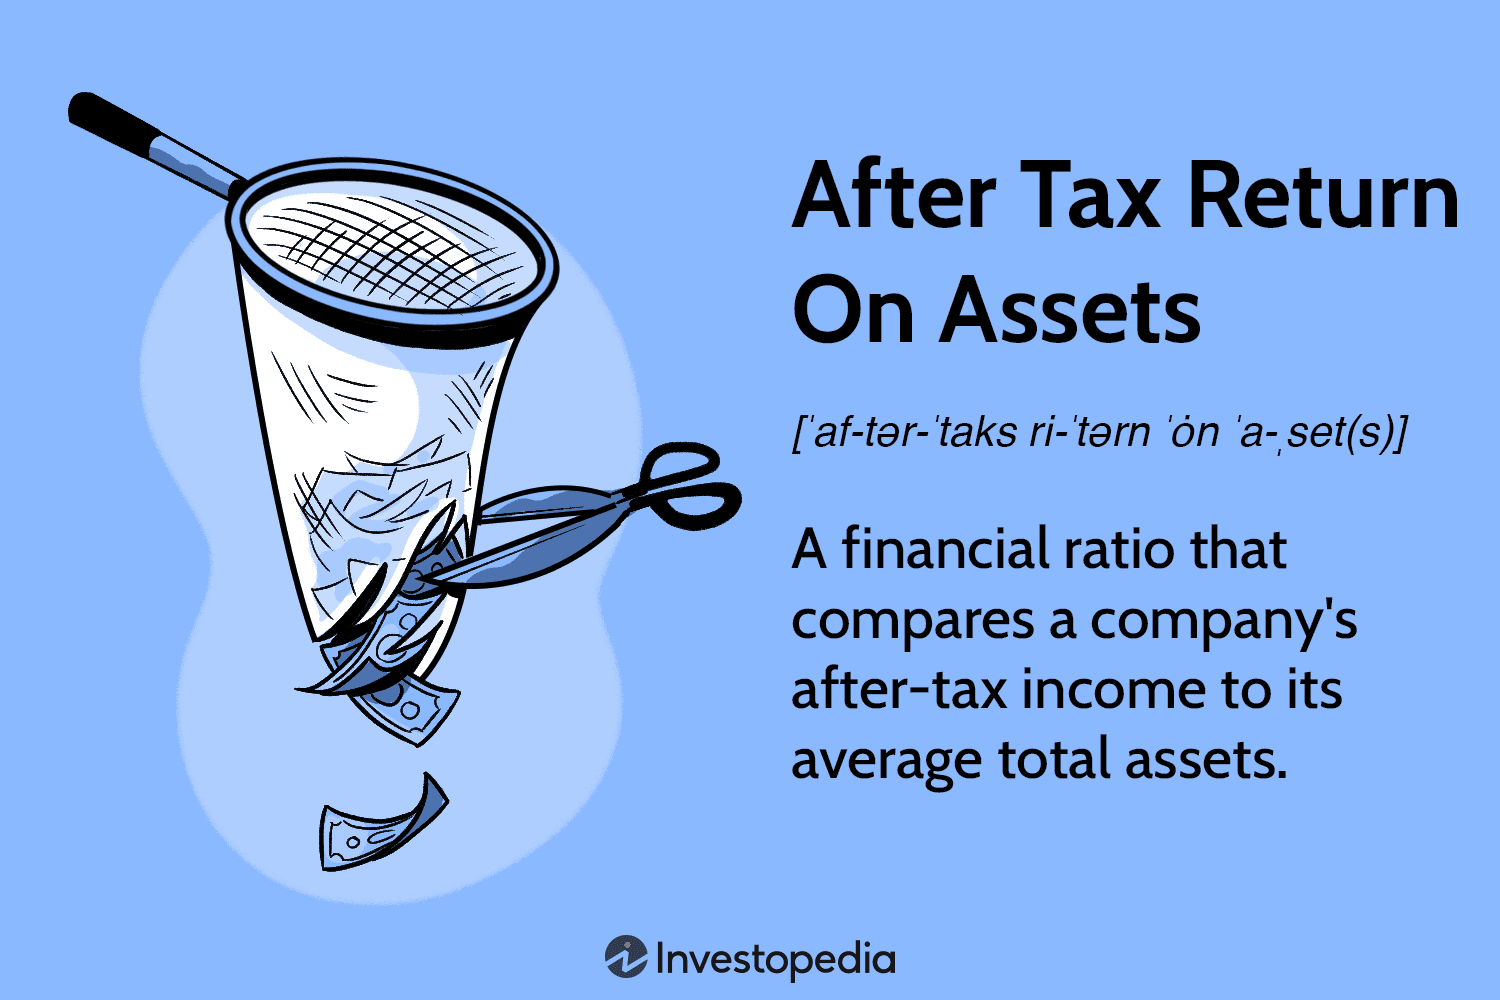 After Tax Return
On Assets
[ˈaf-tər-ˈtaks ri-ˈtərn ˈȯn ˈa-ˌset(s)]
A financial ratio that
compares a company's
after-tax income to its
average total assets.
Investopedia